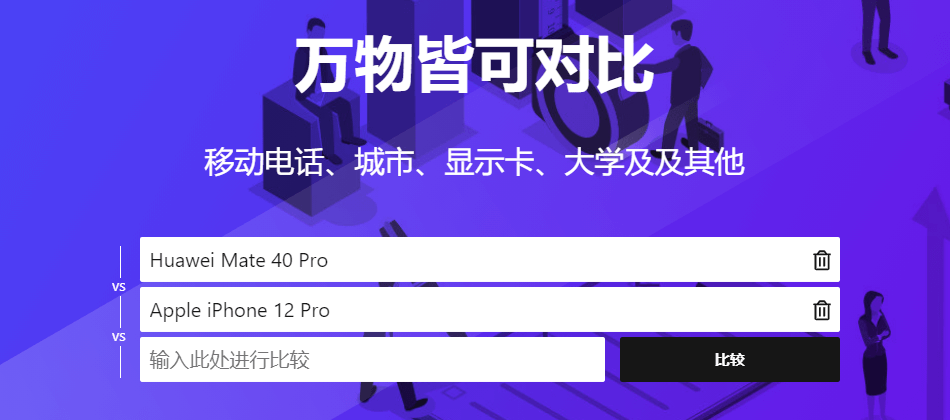 万物皆可对比
移动电话、城市、显示卡、大学及及其他
Huawei Mate 40 Pro
vs
Apple iPhone 12 Pro
vs
输入此处进行比较 比较